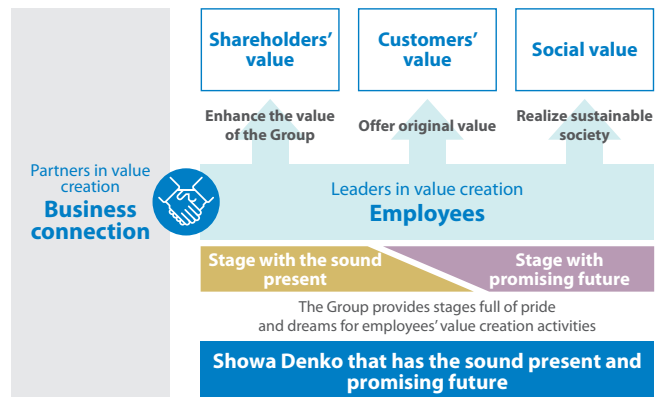 Shareholders’
value
Customers’
value
Social value
Enhance the value
of the Group
Offer original value
Realize sustainable
society
Partners in value
creation
Business
connection
Leaders in value creation
Employees
Stage with the sound
present
Stage with
promising future
The Group provides stages full of pride
and dreams for employees’ value creation activities
Showa Denko that has the sound present and
promising future